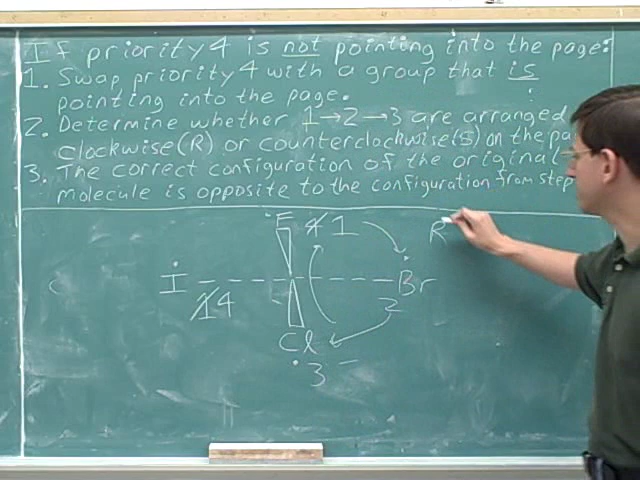 If priority 4 is not pointing into the page:
1. Swap priority 4 with a group that is
pointing into the page.
2. Determine whether 1→2→3 are arranged
clockwise (R) or counterclockwise (S) on the
3. The correct configuration of the original
molecule is opposite to the configuration from step
F 4 1
R
I
Br
1 4
2
Cl
3